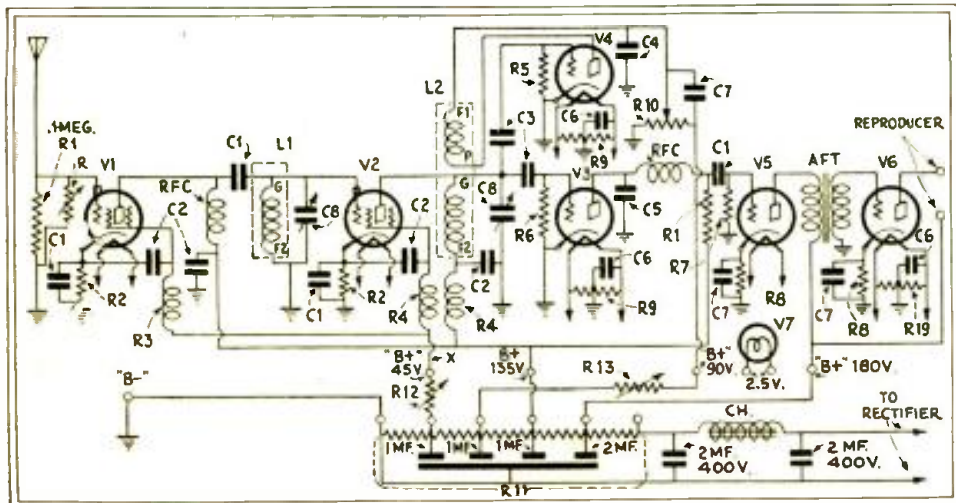 V4
C4
R5
L2
F1
P
C6
R10
C7
C3
R9
RFC
.1MEG.
R1
R
V1
C1
L1
V2
G
C8
F2
RFC
C2
C1
R2
R3
C1
R2
C2
R4
G
C8
F2
C2
R4
V3
R6
C5
C6
R9
R1
R7
C1
V5
AFT
V6
REPRODUCER
C7
R8
C7
R8
C6
R19
V7
2.5V.
"B-"
"B+"
45V.
X
R12
B+
135V.
R13
"B+"
90V.
"B+" 180V.
TO
RECTIFIER
CH.
1MF.
1MF.
1MF.
2MF.
R11
2MF.
400V.
2MF.
400V.